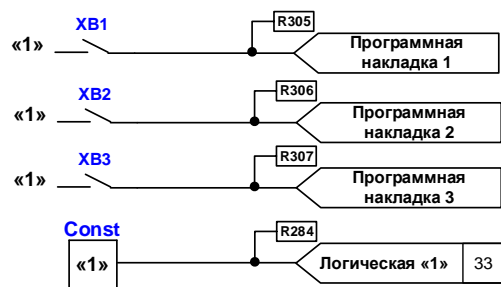 XB1
R305
«1»
Программная
накладка 1
XB2
R306
«1»
Программная
накладка 2
XB3
R307
«1»
Программная
накладка 3
Const
R284
«1»
Логическая «1» 33